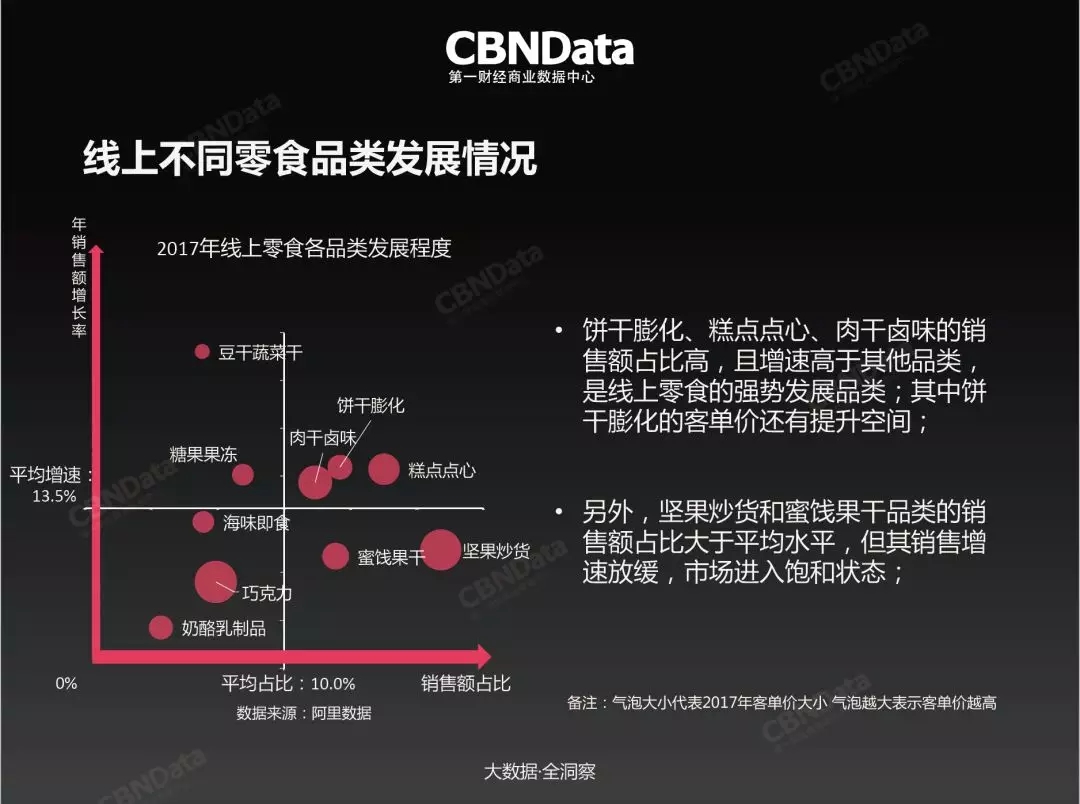 CBNData
第一财经商业数据中心
线上不同零食品类发展情况
年销售额增长率
2017年线上零食各品类发展程度
豆干蔬菜干
饼干膨化
肉干卤味
糖果果冻
糕点点心
平均增速：
13.5%
海味即食
蜜饯果干
坚果炒货
巧克力
奶酪乳制品
0%
平均占比：10.0%
销售额占比
数据来源：阿里数据
• 饼干膨化、糕点点心、肉干卤味的销
售额占比高，且增速高于其他品类，
是线上零食的强势发展品类；其中饼
干膨化的客单价还有提升空间；
• 另外，坚果炒货和蜜饯果干品类的销
售额占比大于平均水平，但其销售增
速放缓，市场进入饱和状态；
备注：气泡大小代表2017年客单价大小 气泡越大表示客单价越高
大数据·全洞察
CBNData
CBNData
CBNData
CBNData
CBNData
CBNData
CBNData